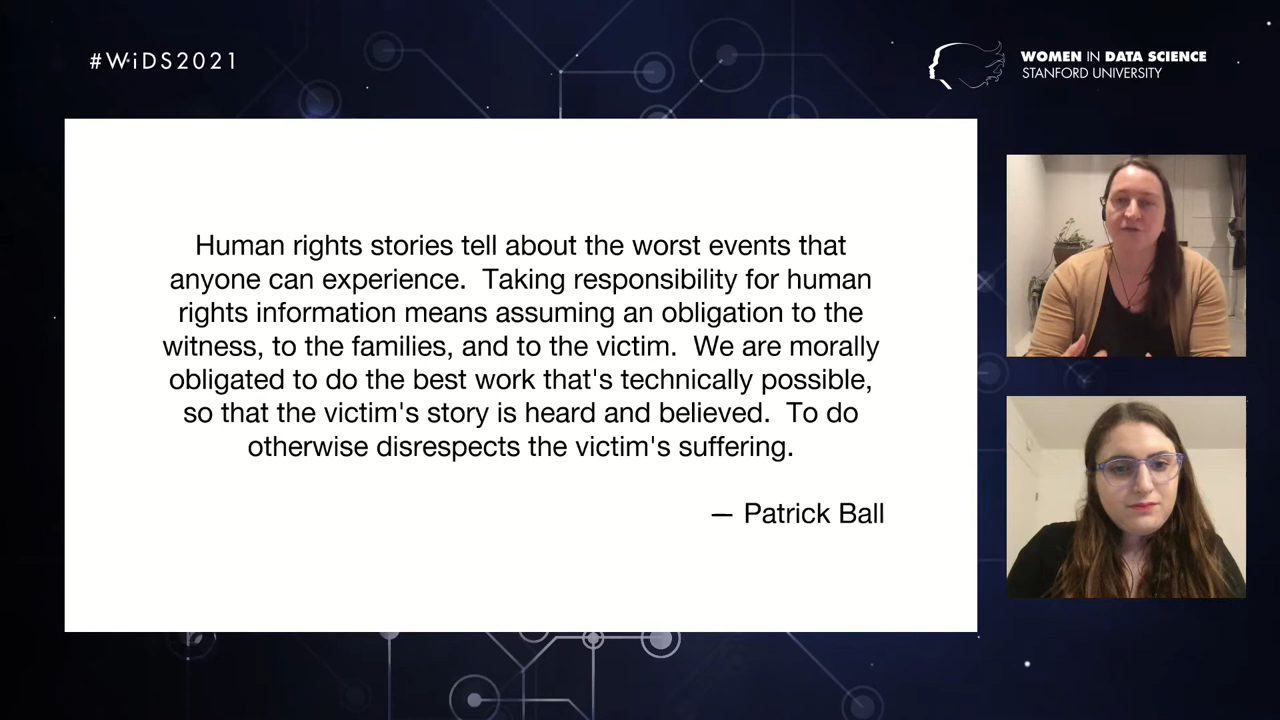 #WiDS2021
WOMEN IN DATA SCIENCE
STANFORD UNIVERSITY
Human rights stories tell about the worst events that
anyone can experience. Taking responsibility for human
rights information means assuming an obligation to the
witness, to the families, and to the victim. We are morally
obligated to do the best work that's technically possible,
so that the victim's story is heard and believed. To do
otherwise disrespects the victim's suffering.
— Patrick Ball